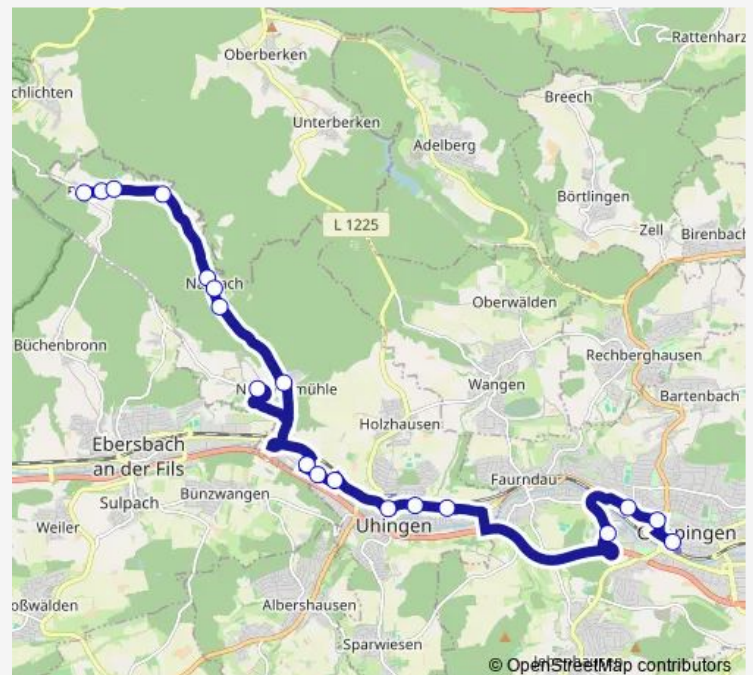 Rattenharz
Oberberken
chlichten
Breech
Unterberken
Adelberg
Börtlingen
L 1225
Zell
Birenbach
Oberwälden
Büchenbronn
Rechberghausen
Wangen
Bartenbach
mühle
Holzhausen
Ebersbach
an der Fils
Faurndau
Bünzwangen
Sulpach
Uhingen
Weiler
Albershausen
oßwälden
Sparwiesen
© OpenStreetMap contributors